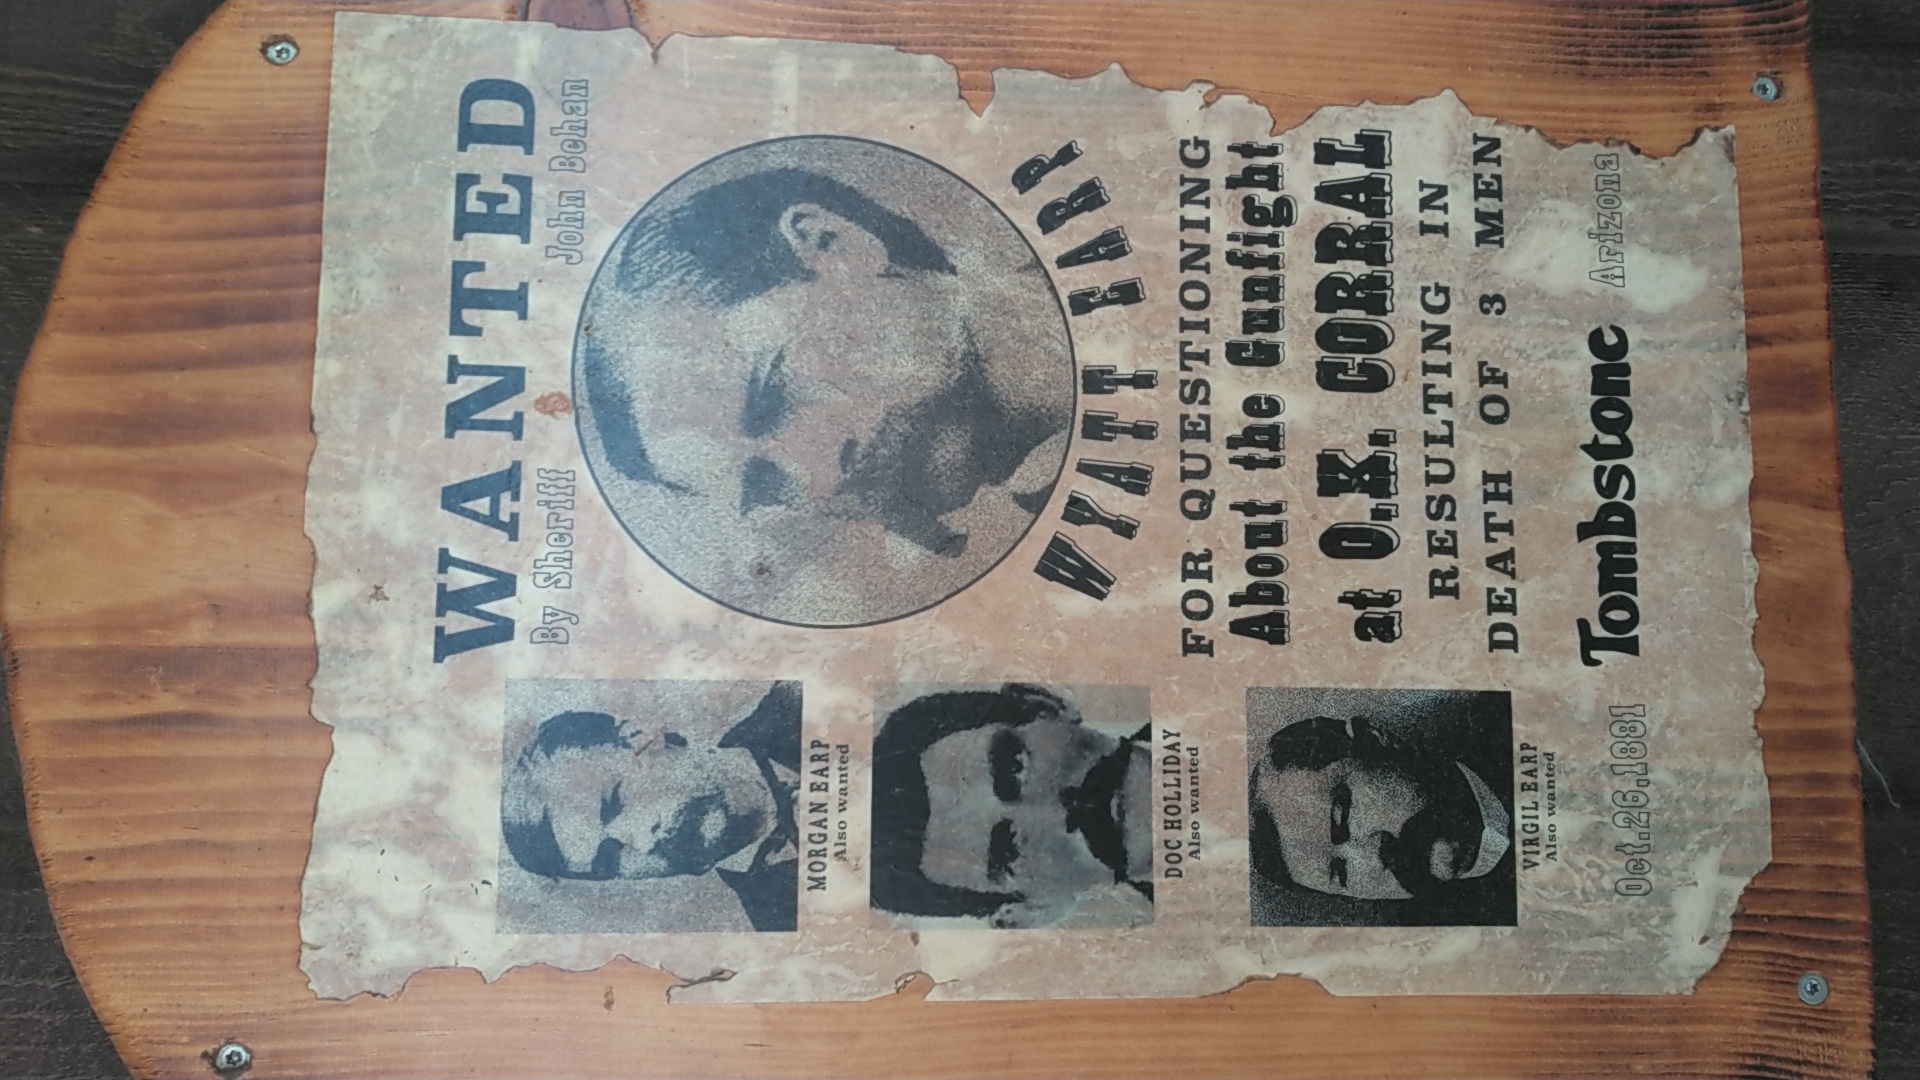 WANTED
By Sheriff John Behan
WYATT EARP
FOR QUESTIONING
About the Gunfight
at O.K. CORRAL
RESULTING IN
DEATH OF 3 MEN
Tombstone Arizona
MORGAN EARP
Also wanted
DOC HOLLIDAY
Also wanted
VIRGIL EARP
Also wanted
Oct.26.1881